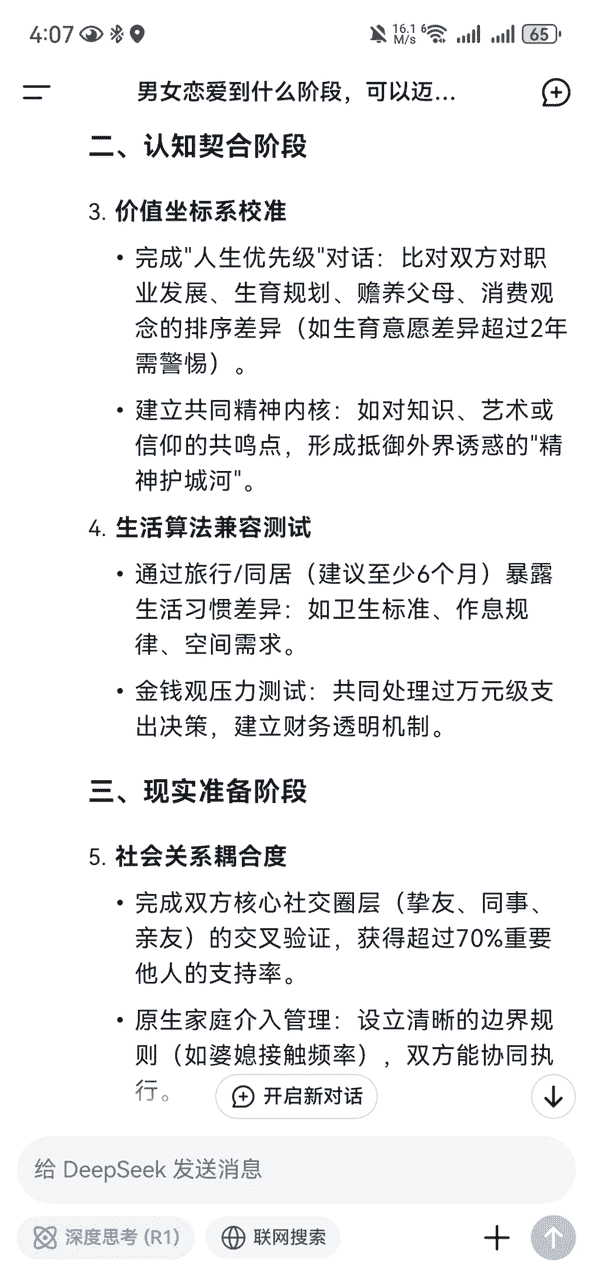 4:07 16.1 M/s 6 65
男女恋爱到什么阶段，可以迈...
二、认知契合阶段
3. 价值坐标系校准
• 完成"人生优先级"对话：比对双方对职
业发展、生育规划、赡养父母、消费观
念的排序差异（如生育意愿差异超过2年
需警惕）。
• 建立共同精神内核：如对知识、艺术或
信仰的共鸣点，形成抵御外界诱惑的"精
神护城河"。
4. 生活算法兼容测试
• 通过旅行/同居（建议至少6个月）暴露
生活习惯差异：如卫生标准、作息规
律、空间需求。
• 金钱观压力测试：共同处理过万元级支
出决策，建立财务透明机制。
三、现实准备阶段
5. 社会关系耦合度
• 完成双方核心社交圈层（挚友、同事、
亲友）的交叉验证，获得超过70%重要
他人的支持率。
• 原生家庭介入管理：设立清晰的边界规
则（如婆媳接触频率），双方能协同执
行。
开启新对话
给 DeepSeek 发送消息
深度思考 (R1) 联网搜索